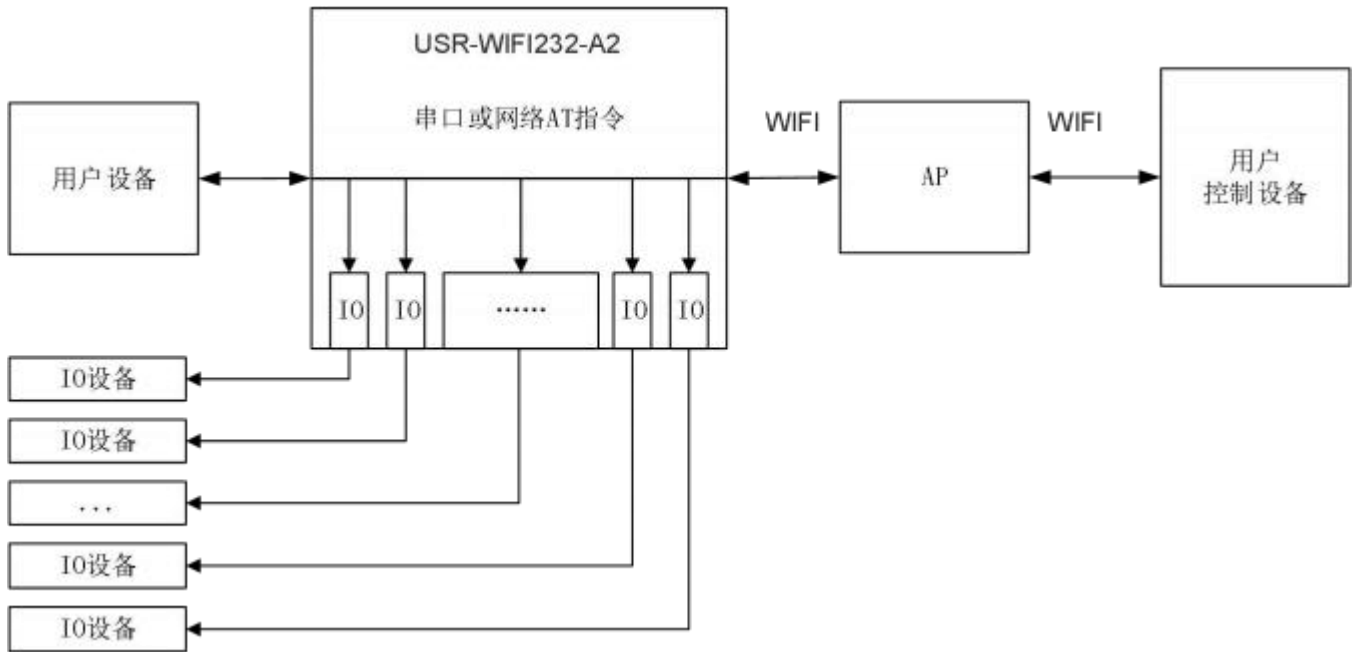 USR-WIFI232-A2
串口或网络AT指令
用户设备
WIFI
AP
WIFI
用户
控制设备
IO
IO
......
IO
IO
IO设备
IO设备
...
IO设备
IO设备